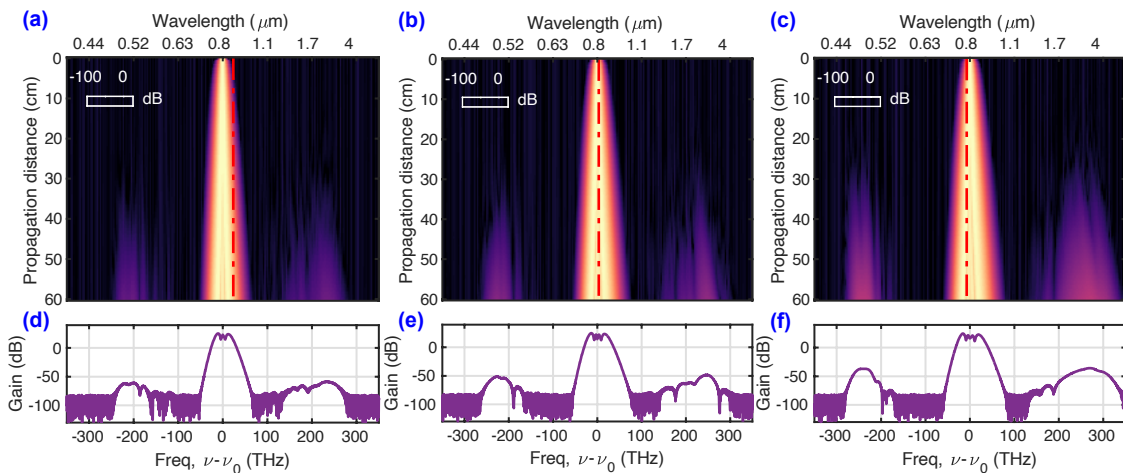 (a)
Wavelength (μm)
0.44 0.52 0.63 0.8 1.1 1.7 4
-100 0
dB
Propagation distance (cm)
0
10
20
30
40
50
60
(b)
Wavelength (μm)
0.44 0.52 0.63 0.8 1.1 1.7 4
-100 0
dB
Propagation distance (cm)
0
10
20
30
40
50
60
(c)
Wavelength (μm)
0.44 0.52 0.63 0.8 1.1 1.7 4
-100 0
dB
Propagation distance (cm)
0
10
20
30
40
50
60
(d)
Gain (dB)
0
-50
-100
-300 -200 -100 0 100 200 300
Freq, ν-ν0 (THz)
(e)
Gain (dB)
0
-50
-100
-300 -200 -100 0 100 200 300
Freq, ν-ν0 (THz)
(f)
Gain (dB)
0
-50
-100
-300 -200 -100 0 100 200 300
Freq, ν-ν0 (THz)